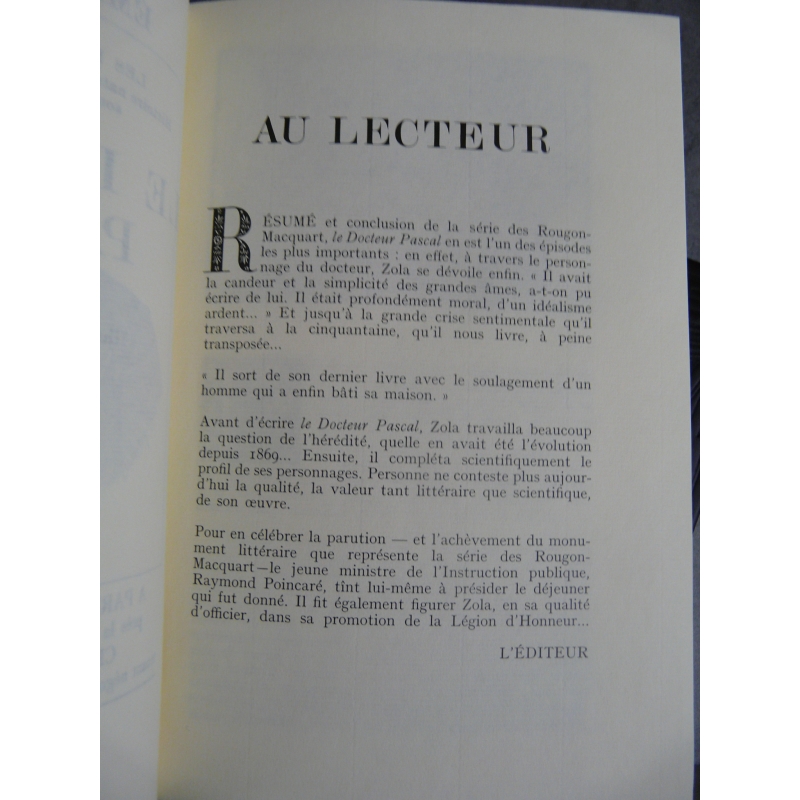 AU LECTEUR
RÉSUMÉ et conclusion de la série des Rougon-
Macquart, le Docteur Pascal en est l'un des épisodes
les plus importants : en effet, à travers le person-
nage du docteur, Zola se dévoile enfin. « Il avait
la candeur et la simplicité des grandes âmes, a-t-on pu
écrire de lui. Il était profondément moral, d'un idéalisme
ardent... » Et jusqu'à la grande crise sentimentale qu'il
traversa à la cinquantaine, qu'il nous livre, à peine
transposée...
« Il sort de son dernier livre avec le soulagement d'un
homme qui a enfin bâti sa maison. »
Avant d'écrire le Docteur Pascal, Zola travailla beaucoup
la question de l'hérédité, quelle en avait été l'évolution
depuis 1869... Ensuite, il compléta scientifiquement le
profil de ses personnages. Personne ne conteste plus aujour-
d'hui la qualité, la valeur tant littéraire que scientifique,
de son œuvre.
Pour en célébrer la parution — et l'achèvement du monu-
ment littéraire que représente la série des Rougon-
Macquart—le jeune ministre de l'Instruction publique,
Raymond Poincaré, tînt lui-même à présider le déjeuner
qui fut donné. Il fit également figurer Zola, en sa qualité
d'officier, dans sa promotion de la Légion d'Honneur...
L'ÉDITEUR